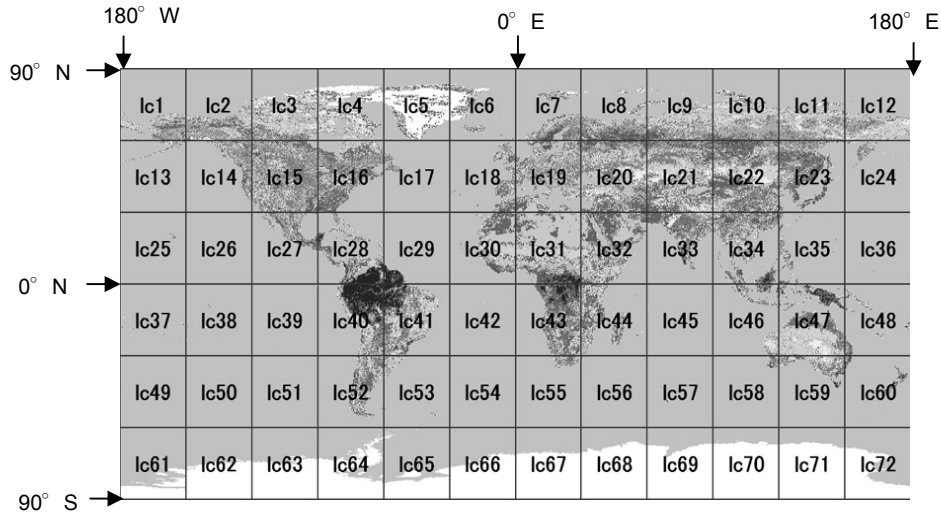 180° W
0° E
180° E
90° N
lc1 lc2 lc3 lc4 lc5 lc6 lc7 lc8 lc9 lc10 lc11 lc12
lc13 lc14 lc15 lc16 lc17 lc18 lc19 lc20 lc21 lc22 lc23 lc24
lc25 lc26 lc27 lc28 lc29 lc30 lc31 lc32 lc33 lc34 lc35 lc36
0° N
lc37 lc38 lc39 lc40 lc41 lc42 lc43 lc44 lc45 lc46 lc47 lc48
lc49 lc50 lc51 lc52 lc53 lc54 lc55 lc56 lc57 lc58 lc59 lc60
lc61 lc62 lc63 lc64 lc65 lc66 lc67 lc68 lc69 lc70 lc71 lc72
90° S